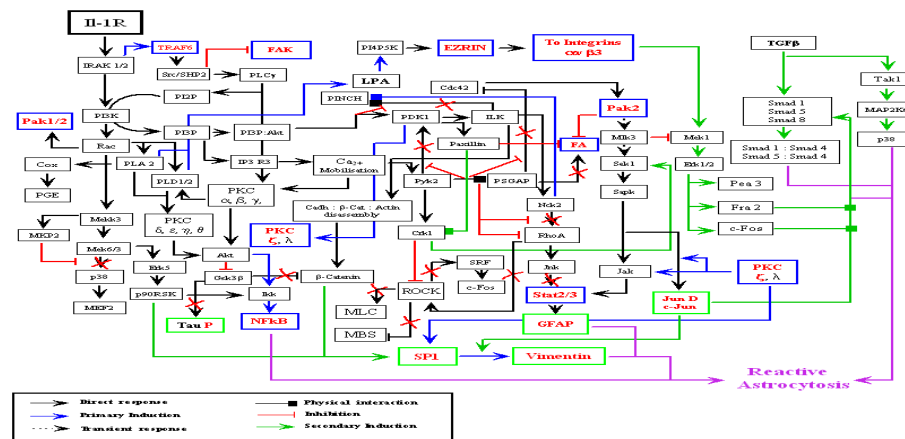 Il-1R
TRAF6
FAK
PI4P5K
EZRIN
To Integrins
αν β3
TGFβ
IRAK 1/2
Src/SHP2
PLCγ
LPA
Cdc42
Tak1
PI2P
PINCH
Pak2
Smad 1
Smad 5
Smad 8
MAP2K6
Pak1/2
PI3K
PI3P
PI3P:Akt
PDK1
ILK
Mlk3
Mek1
p38
Rac
Paxillin
FA
Smad 1 : Smad 4
Smad 5 : Smad 4
Cox
PLA 2
IP3 R3
Ca2+
Mobilisation
Sek1
Erk1/2
PGE
PLD1/2
PKC
α, β, γ,
Pyk2
PSGAP
Sapk
Pea 3
Mekk3
PKC
δ, ε, η, θ
Cadh : β-Cat : Actin
disassembly
Nck2
Fra 2
MKP2
Mek6/3
Akt
PKC
ζ, λ
Crk1
RhoA
c-Fos
p38
Erk5
Gsk3β
β-Catenin
SRF
Jnk
Jak
PKC
ζ, λ
MEF2
p90RSK
Ikk
ROCK
c-Fos
Stat2/3
Jun D
c-Jun
Tau P
NFkB
MLC
GFAP
MBS
SP1
Vimentin
Reactive
Astrocytosis
Direct response
Physical interaction
Primary Induction
Inhibition
Transient response
Secondary Induction